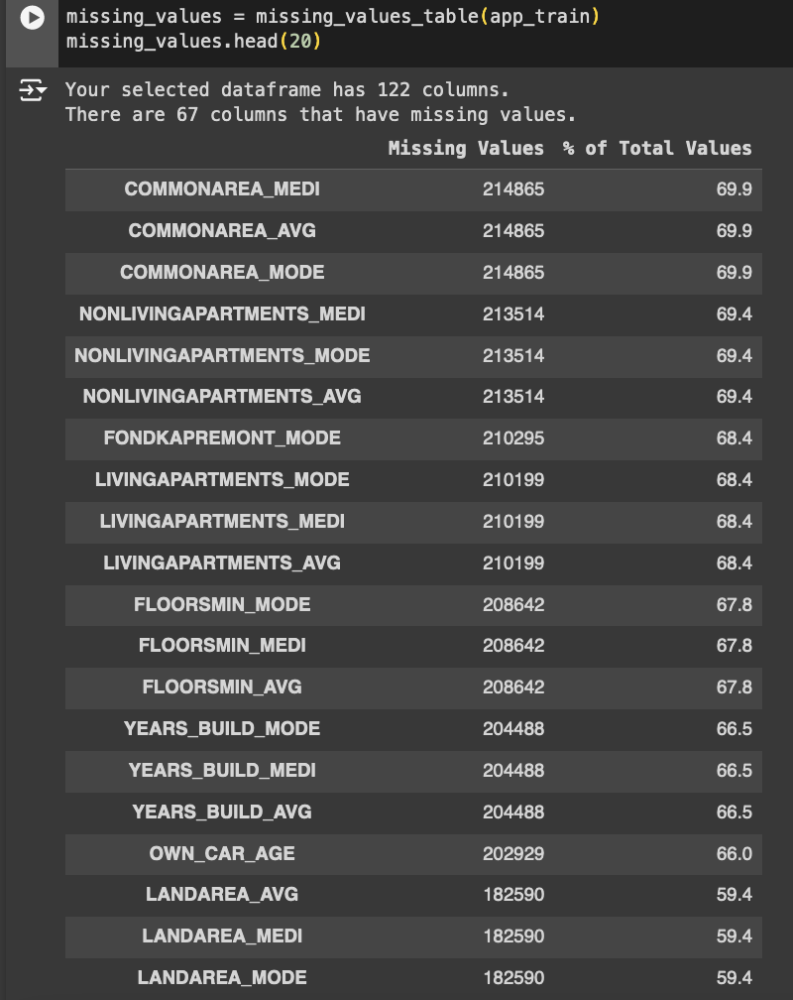 missing_values = missing_values_table(app_train)
missing_values.head(20)
Your selected dataframe has 122 columns.
There are 67 columns that have missing values.
Missing Values % of Total Values
COMMONAREA_MEDI 214865 69.9
COMMONAREA_AVG 214865 69.9
COMMONAREA_MODE 214865 69.9
NONLIVINGAPARTMENTS_MEDI 213514 69.4
NONLIVINGAPARTMENTS_MODE 213514 69.4
NONLIVINGAPARTMENTS_AVG 213514 69.4
FONDKAPREMONT_MODE 210295 68.4
LIVINGAPARTMENTS_MODE 210199 68.4
LIVINGAPARTMENTS_MEDI 210199 68.4
LIVINGAPARTMENTS_AVG 210199 68.4
FLOORSMIN_MODE 208642 67.8
FLOORSMIN_MEDI 208642 67.8
FLOORSMIN_AVG 208642 67.8
YEARS_BUILD_MODE 204488 66.5
YEARS_BUILD_MEDI 204488 66.5
YEARS_BUILD_AVG 204488 66.5
OWN_CAR_AGE 202929 66.0
LANDAREA_AVG 182590 59.4
LANDAREA_MEDI 182590 59.4
LANDAREA_MODE 182590 59.4